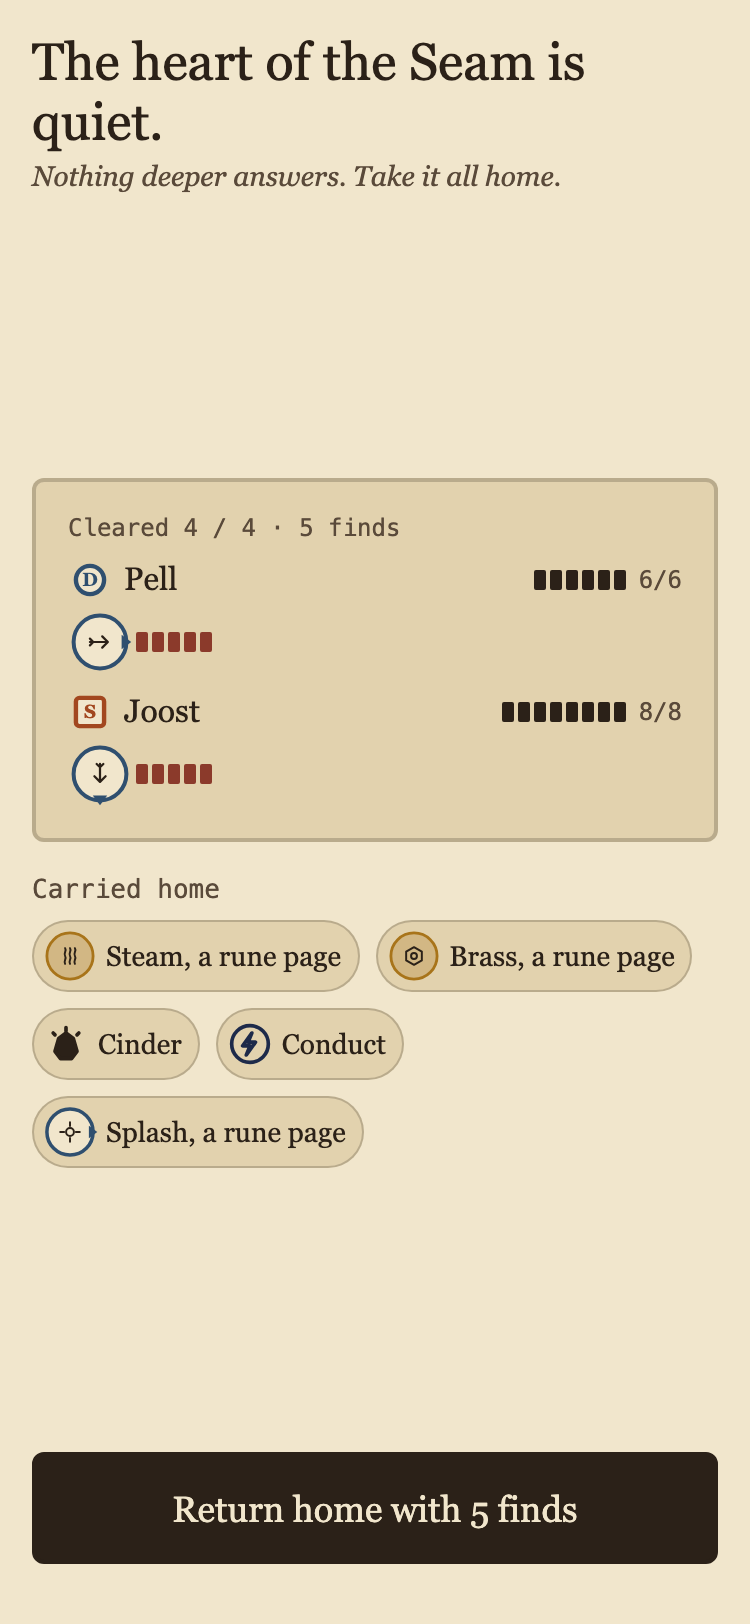 The heart of the Seam is
quiet.
Nothing deeper answers. Take it all home.
Cleared 4 / 4 · 5 finds
D Pell 6/6
S Joost 8/8
Carried home
Steam, a rune page
Brass, a rune page
Cinder
Conduct
Splash, a rune page
Return home with 5 finds